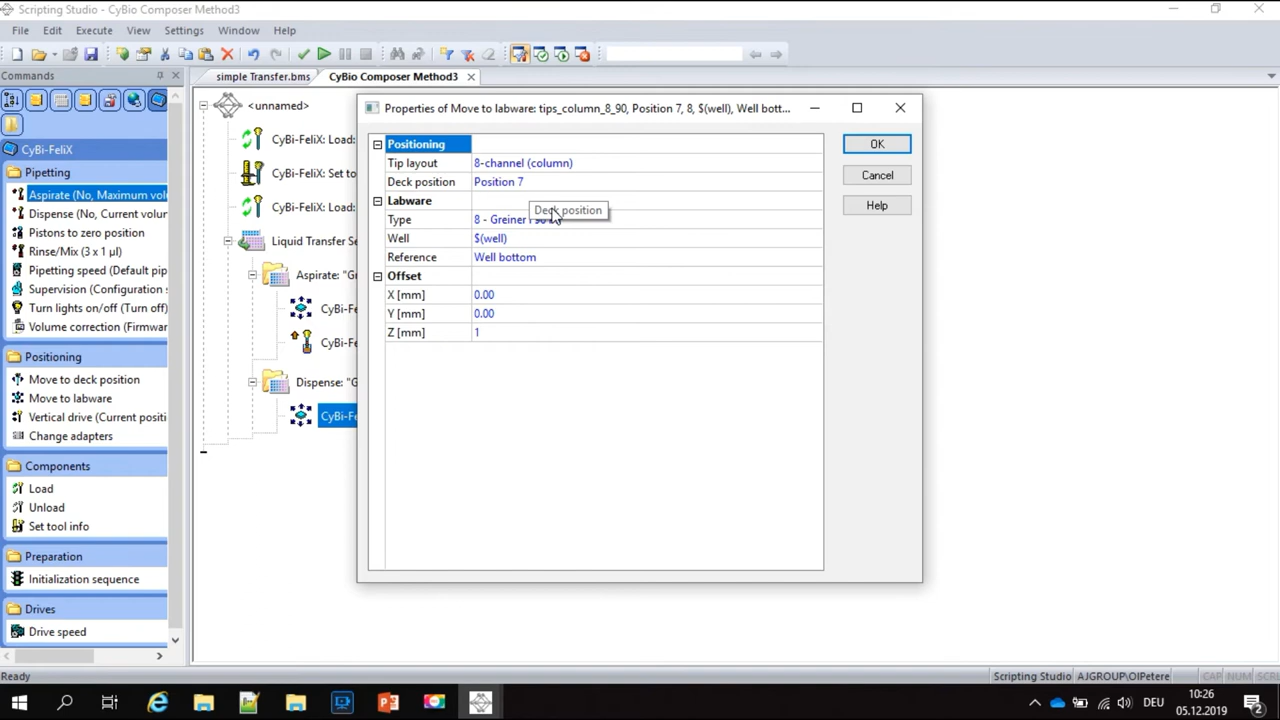 Scripting Studio - CyBio Composer Method3
File Edit Execute View Settings Window Help
Commands
simple Transfer.bms
CyBio Composer Method3
CyBi-FeliX
Pipetting
Aspirate (No, Maximum volu
Dispense (No, Current volum
Pistons to zero position
Rinse/Mix (3 x 1 µl)
Pipetting speed (Default pip
Supervision (Configuration s
Turn lights on/off (Turn off)
Volume correction (Firmwar
Positioning
Move to deck position
Move to labware
Vertical drive (Current positi
Change adapters
Components
Load
Unload
Set tool info
Preparation
Initialization sequence
Drives
Drive speed
<unnamed>
CyBi-FeliX: Load:
CyBi-FeliX: Set to
CyBi-FeliX: Load:
Liquid Transfer Se
Aspirate: "Gr
CyBi-Fe
CyBi-Fe
Dispense: "G
CyBi-Fe
Properties of Move to labware: tips_column_8_90, Position 7, 8, $(well), Well bott...
Positioning
Tip layout 8-channel (column)
Deck position Position 7
Labware
Deck position
Type 8 - Greiner
Well $(well)
Reference Well bottom
Offset
X [mm] 0.00
Y [mm] 0.00
Z [mm] 1
OK
Cancel
Help
Ready
Scripting Studio AJGROUP\OIPetere CAP NUM SCRL
DEU
10:26
05.12.2019
2